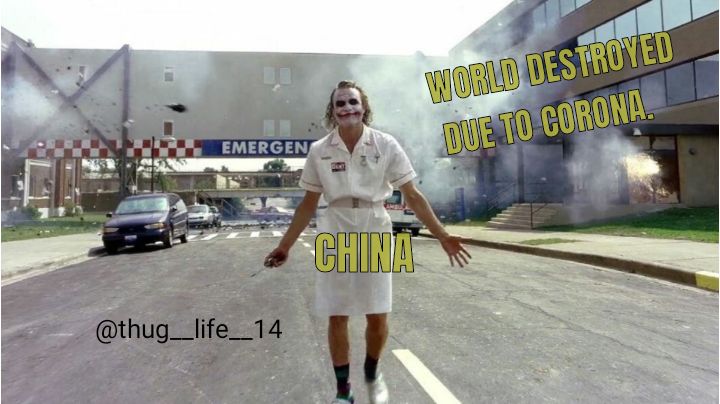 WORLD DESTROYED
DUE TO CORONA.
EMERGEN
CHINA
@thug__life__14